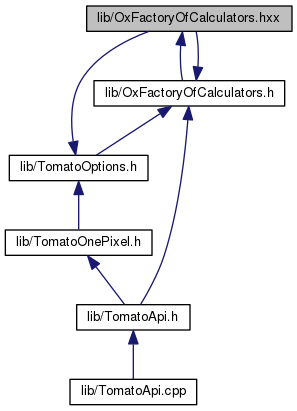 lib/OxFactoryOfCalculators.hxx
lib/OxFactoryOfCalculators.h
lib/TomatoOptions.h
lib/TomatoOnePixel.h
lib/TomatoApi.h
lib/TomatoApi.cpp